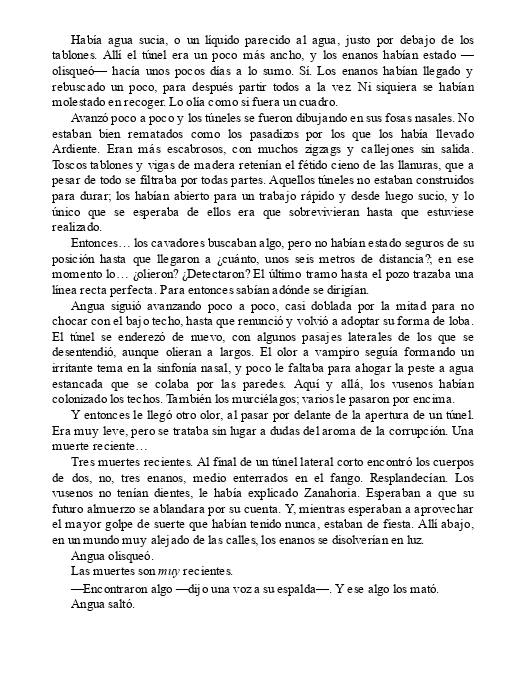 Había agua sucia, o un líquido parecido al agua, justo por debajo de los
tablones. Allí el túnel era un poco más ancho, y los enanos habían estado —
olisqueó— hacía unos pocos días a lo sumo. Sí. Los enanos habían llegado y
rebuscado un poco, para después partir todos a la vez. Ni siquiera se habían
molestado en recoger. Lo olía como si fuera un cuadro.
Avanzó poco a poco y los túneles se fueron dibujando en sus fosas nasales. No
estaban bien rematados como los pasadizos por los que los había llevado
Ardiente. Eran más escabrosos, con muchos zigzags y callejones sin salida.
Toscos tablones y vigas de madera retenían el fétido cieno de las llanuras, que a
pesar de todo se filtraba por todas partes. Aquellos túneles no estaban construidos
para durar; los habían abierto para un trabajo rápido y desde luego sucio, y lo
único que se esperaba de ellos era que sobrevivieran hasta que estuviese
realizado.
Entonces… los cavadores buscaban algo, pero no habían estado seguros de su
posición hasta que llegaron a ¿cuánto, unos seis metros de distancia?; en ese
momento lo… ¿olieron? ¿Detectaron? El último tramo hasta el pozo trazaba una
línea recta perfecta. Para entonces sabían adónde se dirigían.
Angua siguió avanzando poco a poco, casi doblada por la mitad para no
chocar con el bajo techo, hasta que renunció y volvió a adoptar su forma de loba.
El túnel se enderezó de nuevo, con algunos pasajes laterales de los que se
desentendió, aunque olieran a largos. El olor a vampiro seguía formando un
irritante tema en la sinfonía nasal, y poco le faltaba para ahogar la peste a agua
estancada que se colaba por las paredes. Aquí y allá, los vusenos habían
colonizado los techos. También los murciélagos; varios le pasaron por encima.
Y entonces le llegó otro olor, al pasar por delante de la apertura de un túnel.
Era muy leve, pero se trataba sin lugar a dudas del aroma de la corrupción. Una
muerte reciente…
Tres muertes recientes. Al final de un túnel lateral corto encontró los cuerpos
de dos, no, tres enanos, medio enterrados en el fango. Resplandecían. Los
vusenos no tenían dientes, le había explicado Zanahoria. Esperaban a que su
futuro almuerzo se ablandara por su cuenta. Y, mientras esperaban a aprovechar
el mayor golpe de suerte que habían tenido nunca, estaban de fiesta. Allí abajo,
en un mundo muy alejado de las calles, los enanos se disolverían en luz.
Angua olisqueó.
Las muertes son muy recientes.
—Encontraron algo —dijo una voz a su espalda—. Y ese algo los mató.
Angua saltó.